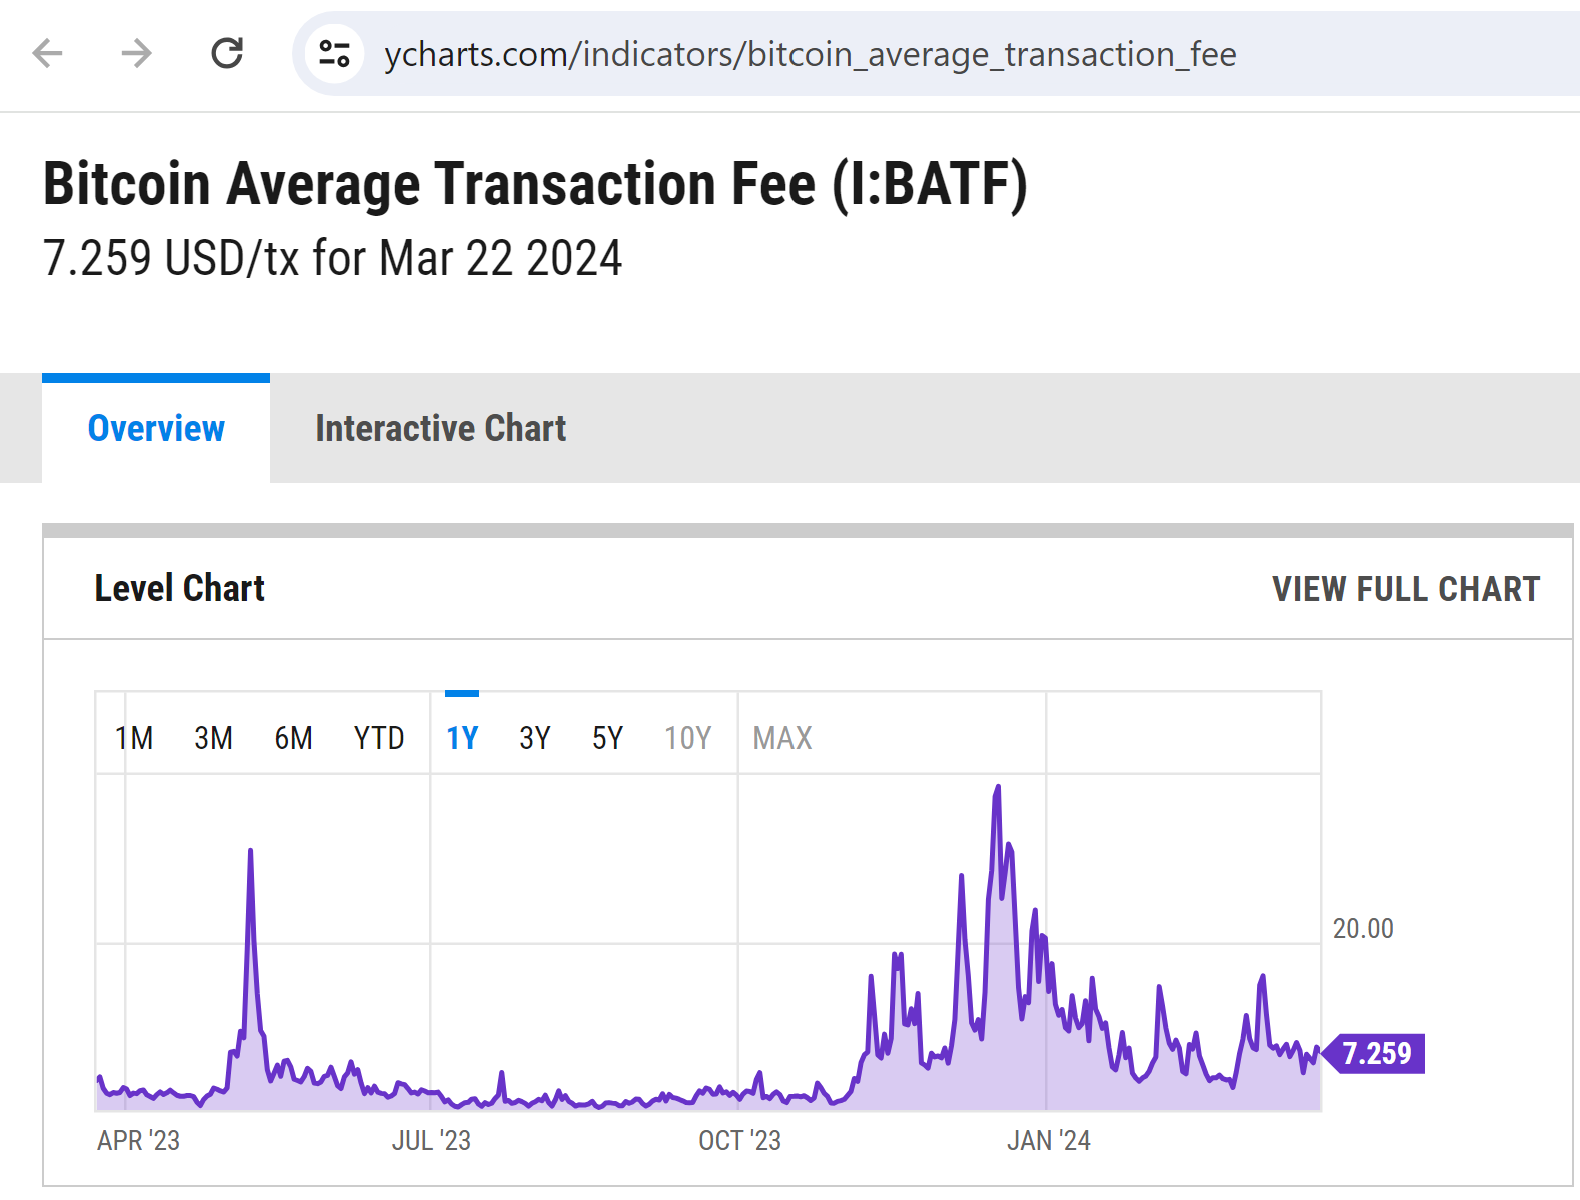 ycharts.com/indicators/bitcoin_average_transaction_fee
Bitcoin Average Transaction Fee (I:BATF)
7.259 USD/tx for Mar 22 2024
Overview Interactive Chart
Level Chart VIEW FULL CHART
1M 3M 6M YTD 1Y 3Y 5Y 10Y MAX
20.00
7.259
APR '23 JUL '23 OCT '23 JAN '24